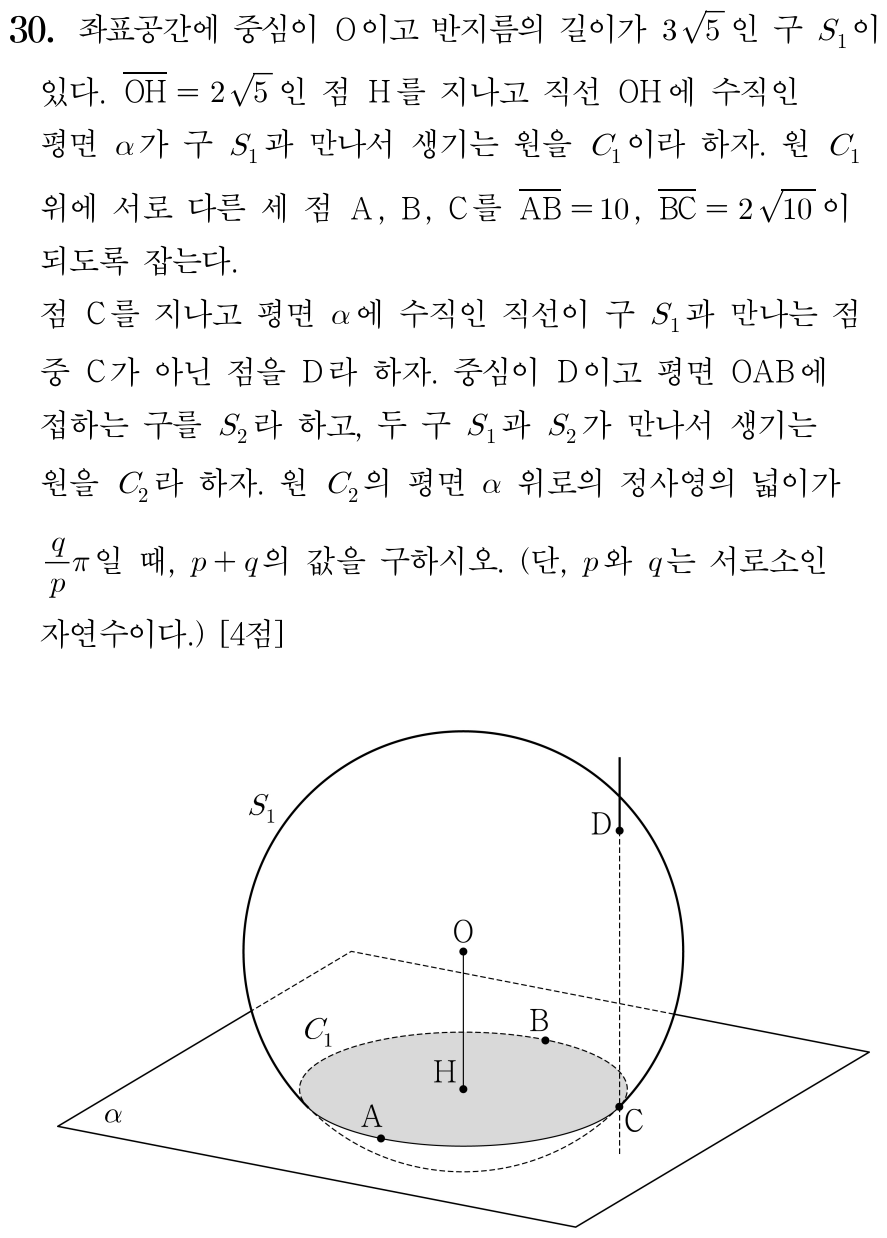 30. 좌표공간에 중심이 O이고 반지름의 길이가 3√5 인 구 S₁이
있다. \overline{OH} = 2√5 인 점 H를 지나고 직선 OH에 수직인
평면 α가 구 S₁과 만나서 생기는 원을 C₁이라 하자. 원 C₁
위에 서로 다른 세 점 A, B, C를 \overline{AB} = 10, \overline{BC} = 2√10 이
되도록 잡는다.
점 C를 지나고 평면 α에 수직인 직선이 구 S₁과 만나는 점
중 C가 아닌 점을 D라 하자. 중심이 D이고 평면 OAB에
접하는 구를 S₂라 하고, 두 구 S₁과 S₂가 만나서 생기는
원을 C₂라 하자. 원 C₂의 평면 α 위로의 정사영의 넓이가
\frac{q}{p}π일 때, p+q의 값을 구하시오. (단, p와 q는 서로소인
자연수이다.) [4점]
S₁
D
O
B
C₁
H
A
C
α